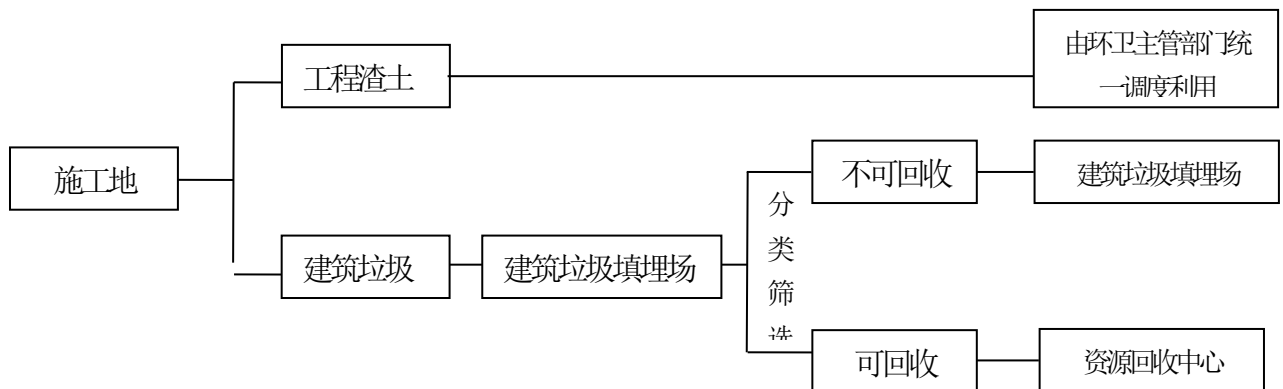 工程渣土
由环卫主管部门统
一调度利用
施工地
不可回收
建筑垃圾填埋场
分
类
筛
选
建筑垃圾
建筑垃圾填埋场
可回收
资源回收中心